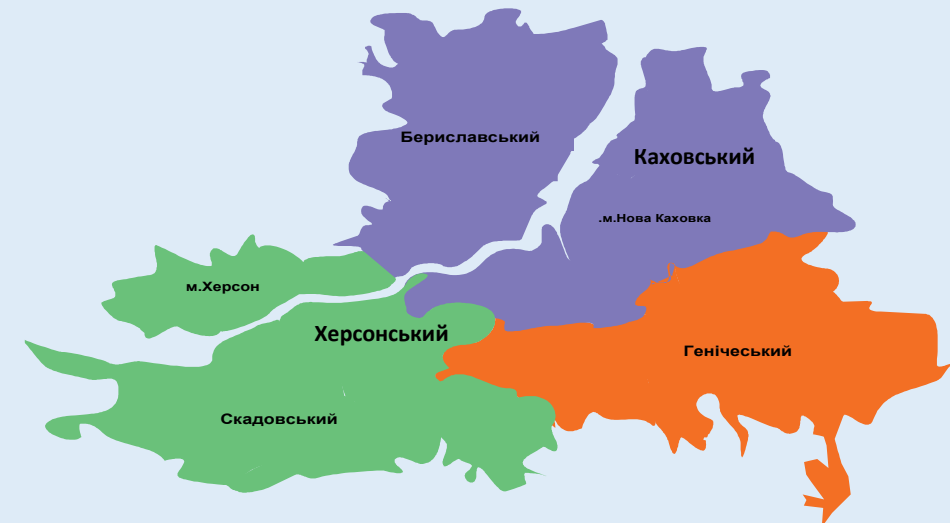 Бериславський
Каховський
.м.Нова Каховка
м.Херсон
Херсонський
Генічеський
Скадовський